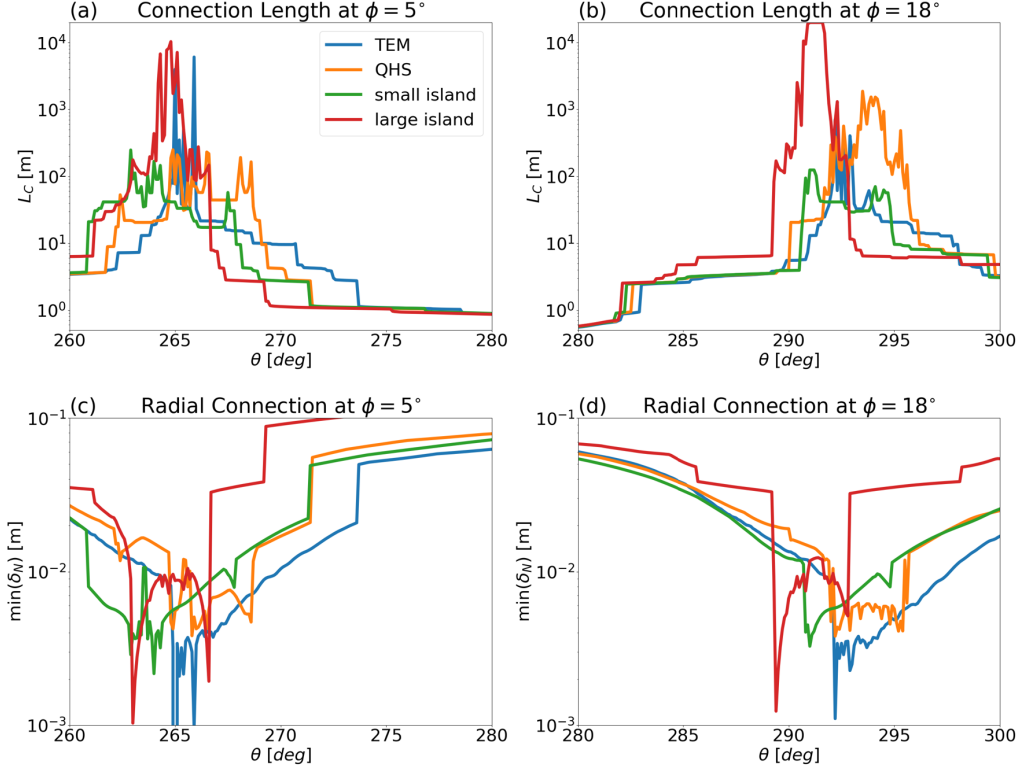 (a) Connection Length at ϕ = 5°
10⁴
10³
10²
10¹
10⁰
L_C [m]
TEM
QHS
small island
large island
260 265 270 275 280
θ [deg]
(b) Connection Length at ϕ = 18°
10⁴
10³
10²
10¹
10⁰
L_C [m]
280 285 290 295 300
θ [deg]
(c) Radial Connection at ϕ = 5°
10⁻¹
10⁻²
10⁻³
min(δ_N) [m]
260 265 270 275 280
θ [deg]
(d) Radial Connection at ϕ = 18°
10⁻¹
10⁻²
10⁻³
min(δ_N) [m]
280 285 290 295 300
θ [deg]